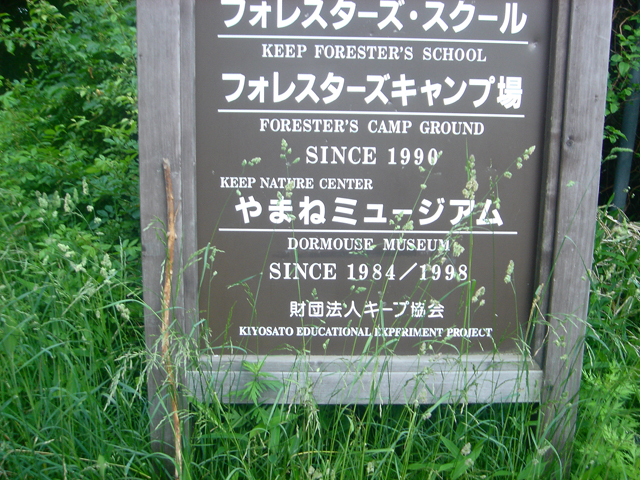 フォレスターズ・スクール
KEEP FORESTER'S SCHOOL
フォレスターズキャンプ場
FORESTER'S CAMP GROUND
SINCE 1990
KEEP NATURE CENTER
やまねミュージアム
DORMOUSE MUSEUM
SINCE 1984/1998
財団法人キープ協会
KIYOSATO EDUCATIONAL EXPERIMENT PROJECT